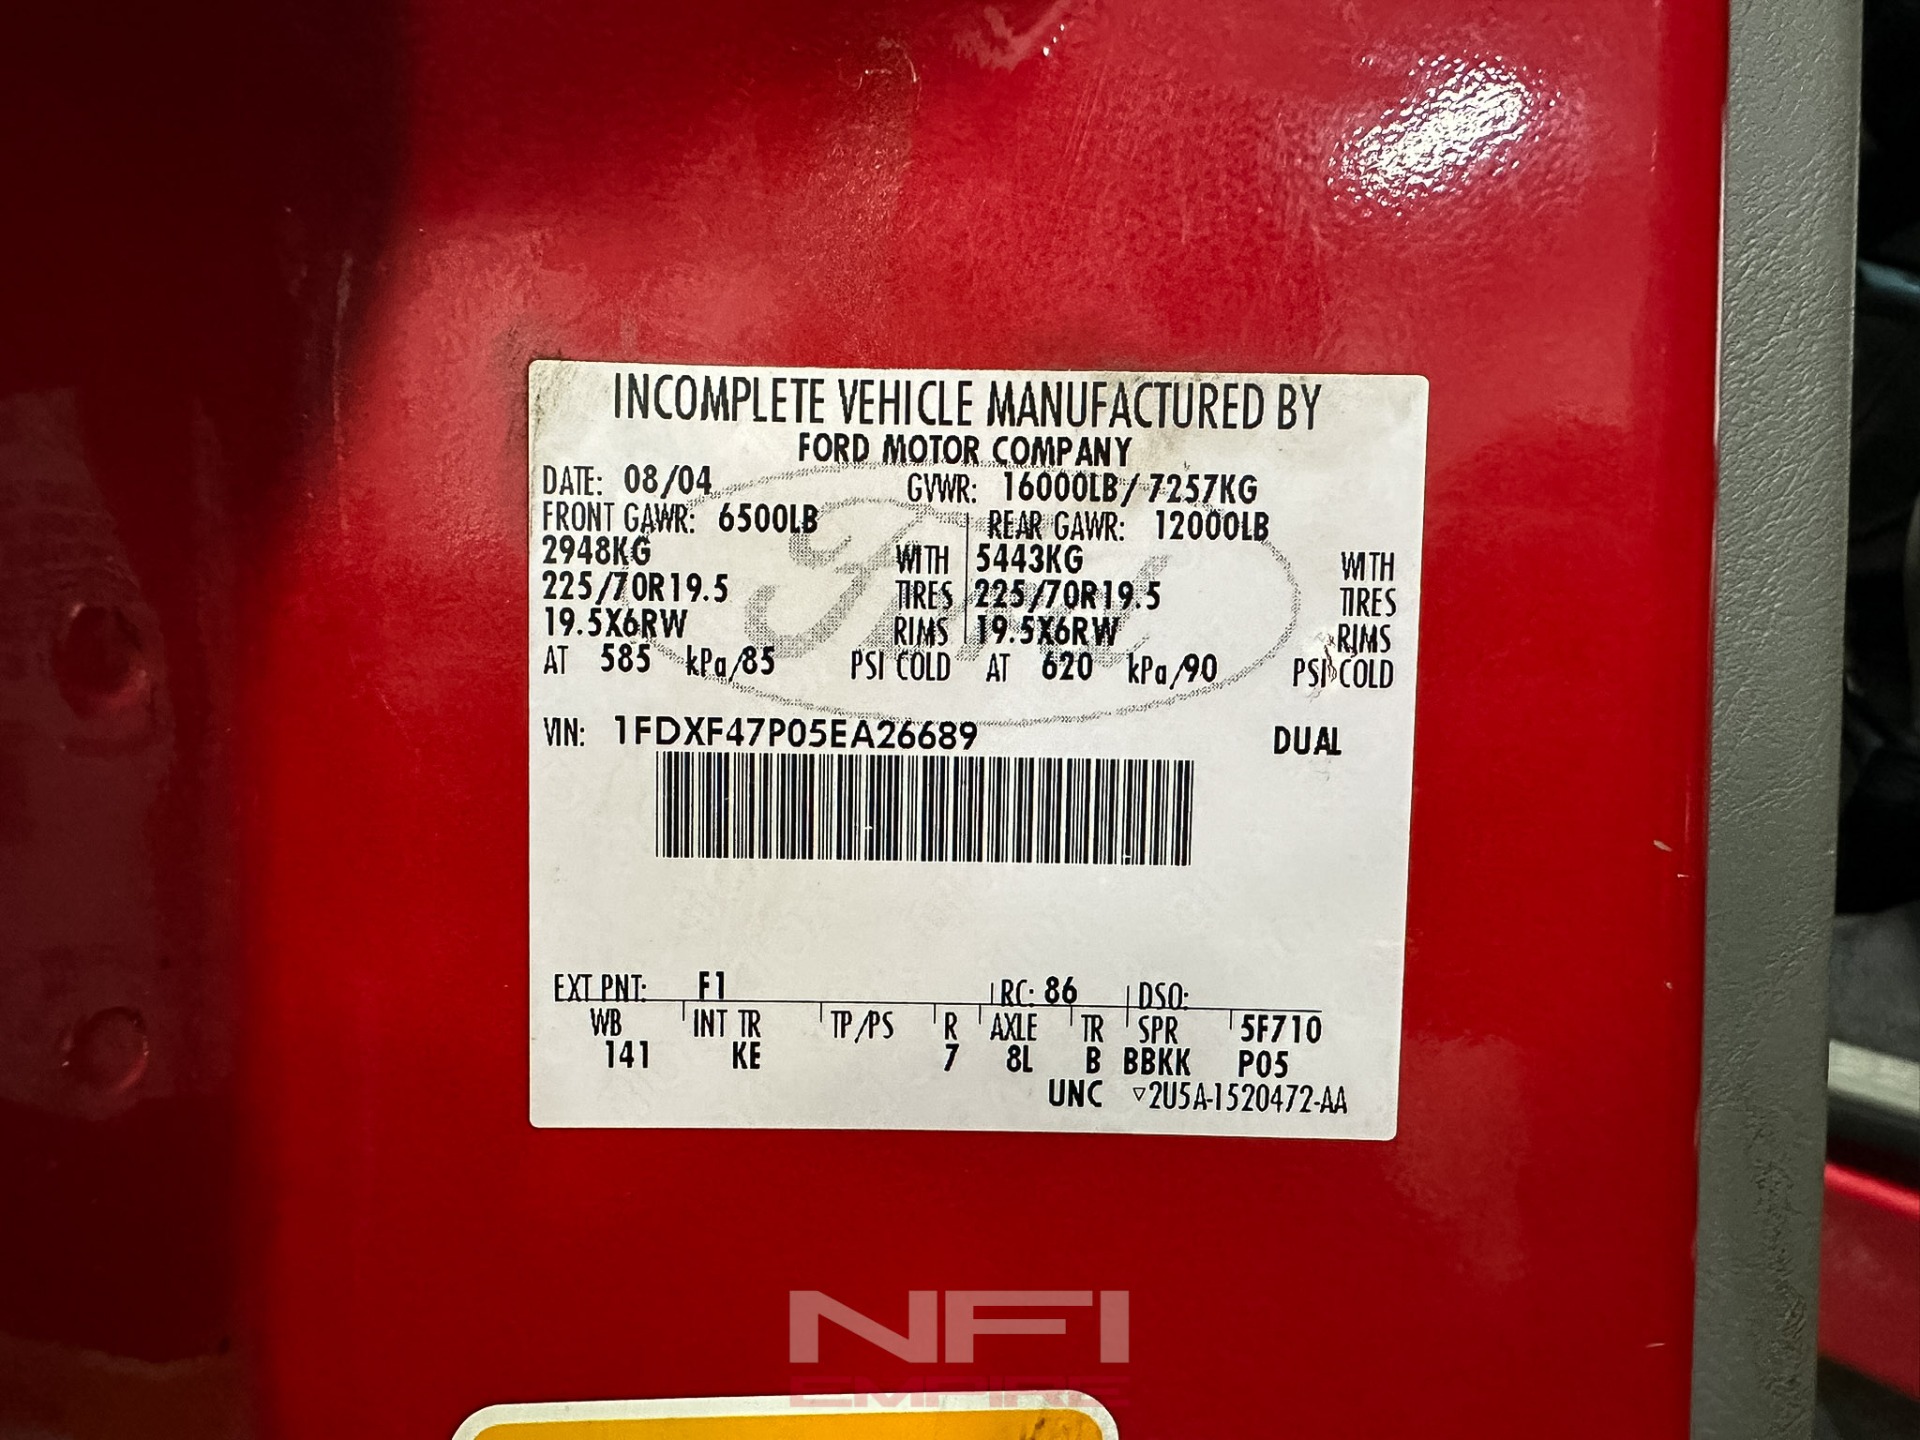 INCOMPLETE VEHICLE MANUFACTURED BY
FORD MOTOR COMPANY
DATE: 08/04 GVWR: 16000LB/7257KG
FRONT GAWR: 6500LB REAR GAWR: 12000LB
2948KG WITH 5443KG WITH
225/70R19.5 TIRES 225/70R19.5 TIRES
19.5X6RW RIMS 19.5X6RW RIMS
AT 585 kPa/85 PSI COLD AT 620 kPa/90 PSI COLD
Ford
VIN: 1FDXF47P05EA26689 DUAL
EXT PNT: F1 RC: 86 DSO:
WB INT TR TP/PS R AXLE TR SPR 5F710
141 KE 7 8L B BBKK P05
UNC ▽2U5A-1520472-AA
NFI
EMPIRE